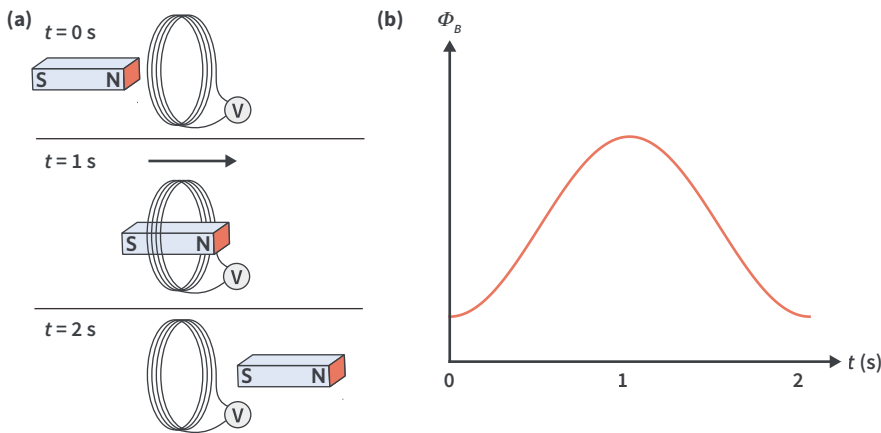 (a)
t = 0 s
S N
V
t = 1 s
S N
V
t = 2 s
S N
V
(b)
Φ_B
0 1 2
t (s)